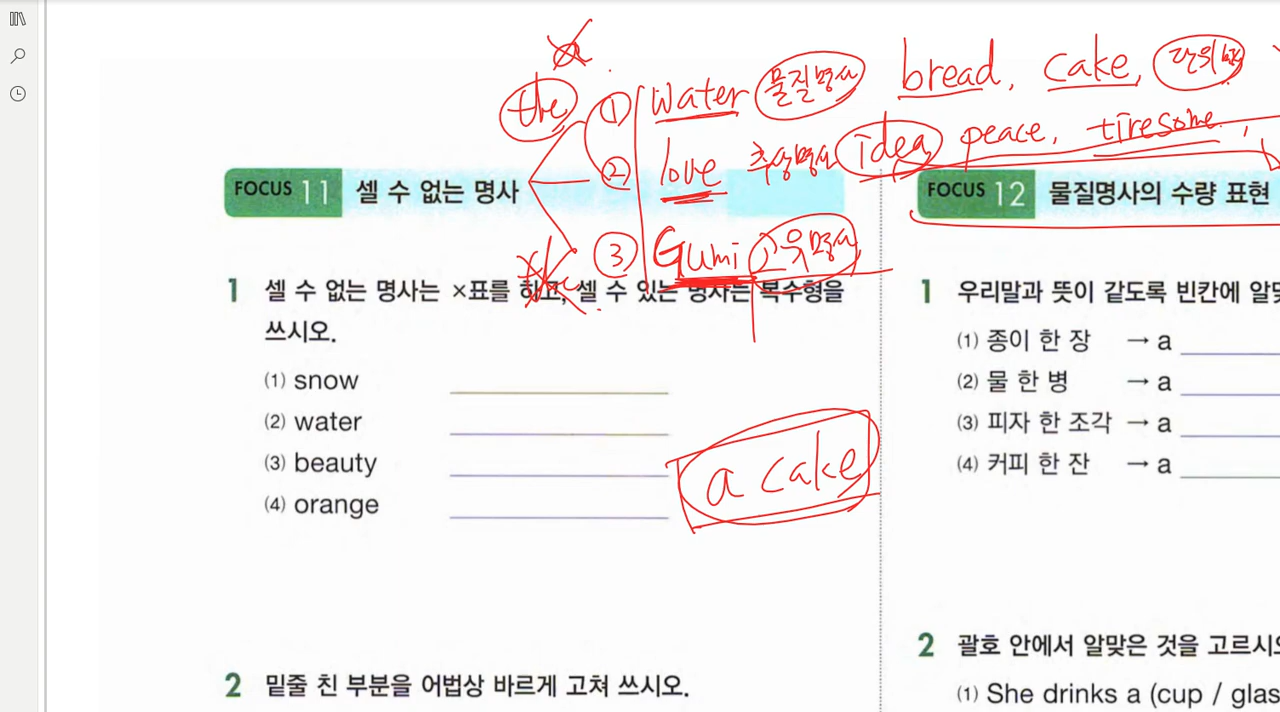 a
the ① water 물질명사 bread, cake, 단위명사
② love 추상명사 idea, peace, tiresome
③ Gumi 고유명사
the
FOCUS 11 셀 수 없는 명사
1 셀 수 없는 명사는 ×표를 하고, 셀 수 있는 명사는 복수형을
쓰시오.
(1) snow
(2) water
(3) beauty
(4) orange
a cake
2 밑줄 친 부분을 어법상 바르게 고쳐 쓰시오.
FOCUS 12 물질명사의 수량 표현
1 우리말과 뜻이 같도록 빈칸에 알맞
(1) 종이 한 장 → a
(2) 물 한 병 → a
(3) 피자 한 조각 → a
(4) 커피 한 잔 → a
2 괄호 안에서 알맞은 것을 고르시오
(1) She drinks a (cup / glas